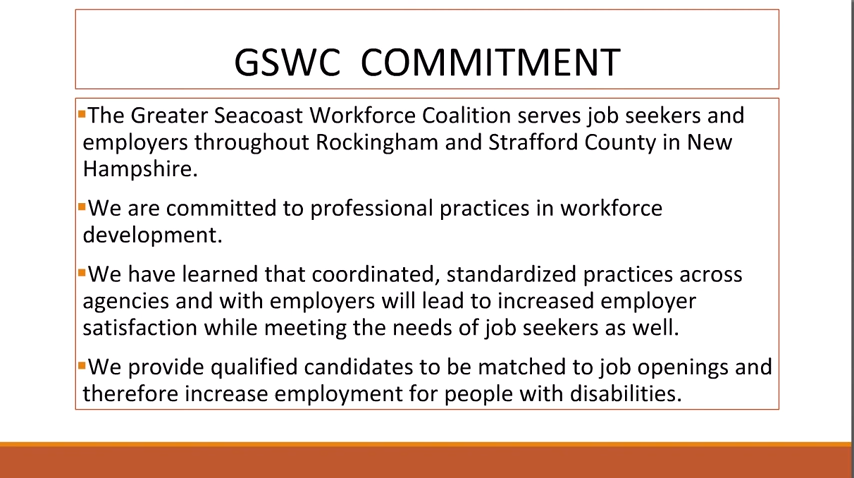 GSWC COMMITMENT
▪The Greater Seacoast Workforce Coalition serves job seekers and
employers throughout Rockingham and Strafford County in New
Hampshire.
▪We are committed to professional practices in workforce
development.
▪We have learned that coordinated, standardized practices across
agencies and with employers will lead to increased employer
satisfaction while meeting the needs of job seekers as well.
▪We provide qualified candidates to be matched to job openings and
therefore increase employment for people with disabilities.